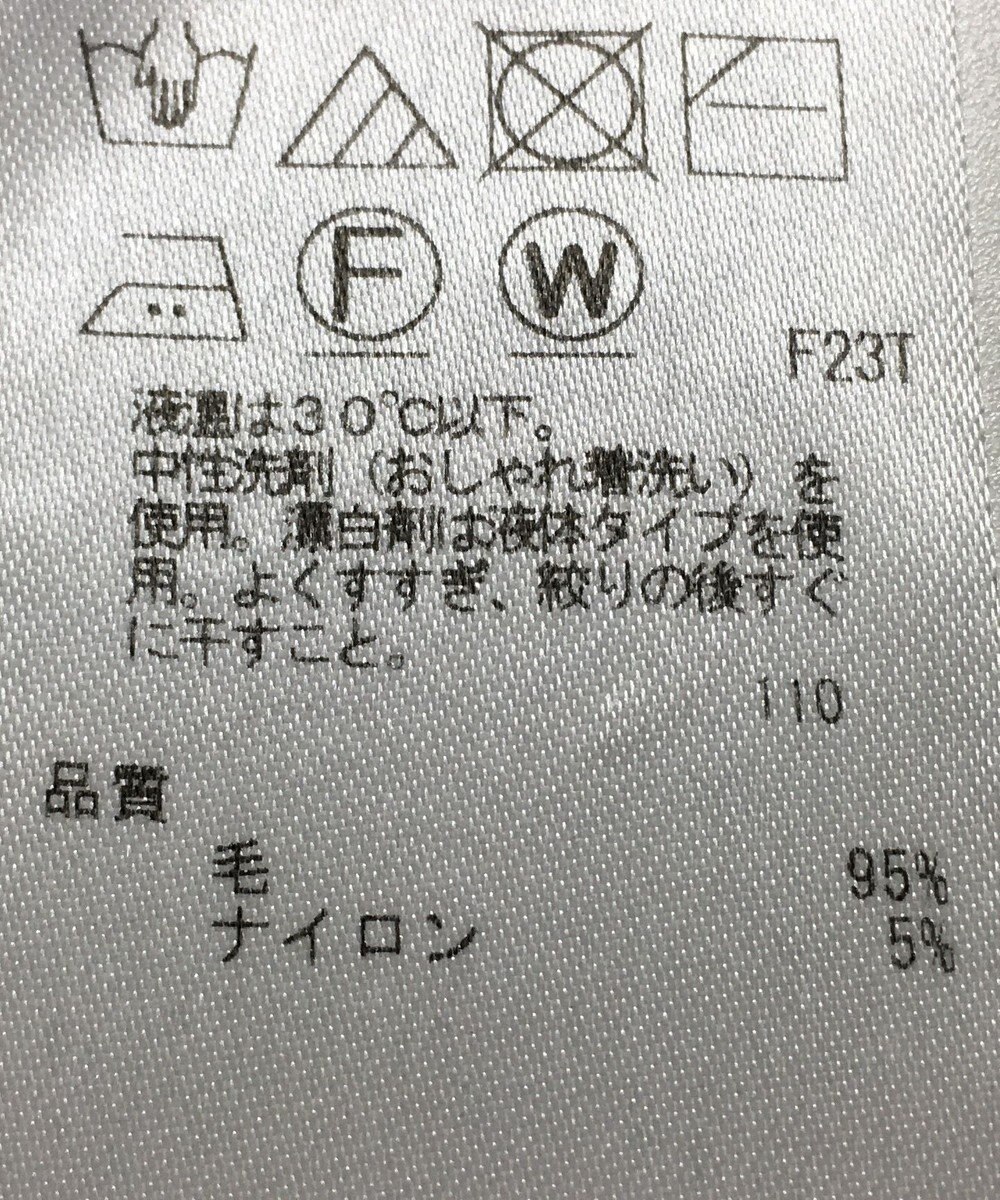 F
W
F23T
液温は30℃以下。
中性洗剤(おしゃれ着洗い)を
使用。漂白剤は液体タイプを使
用。よくすすぎ、絞りの後すぐ
に干すこと。
110
品質
毛 95%
ナイロン 5%